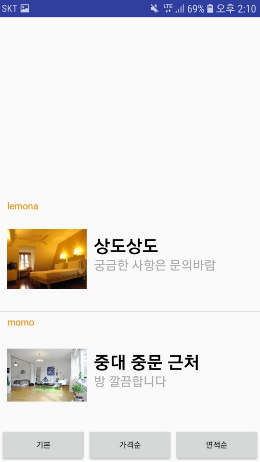 SKT LTE 69% 오후 2:10
lemona
상도상도
궁금한 사항은 문의바람
momo
중대 중문 근처
방 깔끔합니다
기본 가격순 면적순